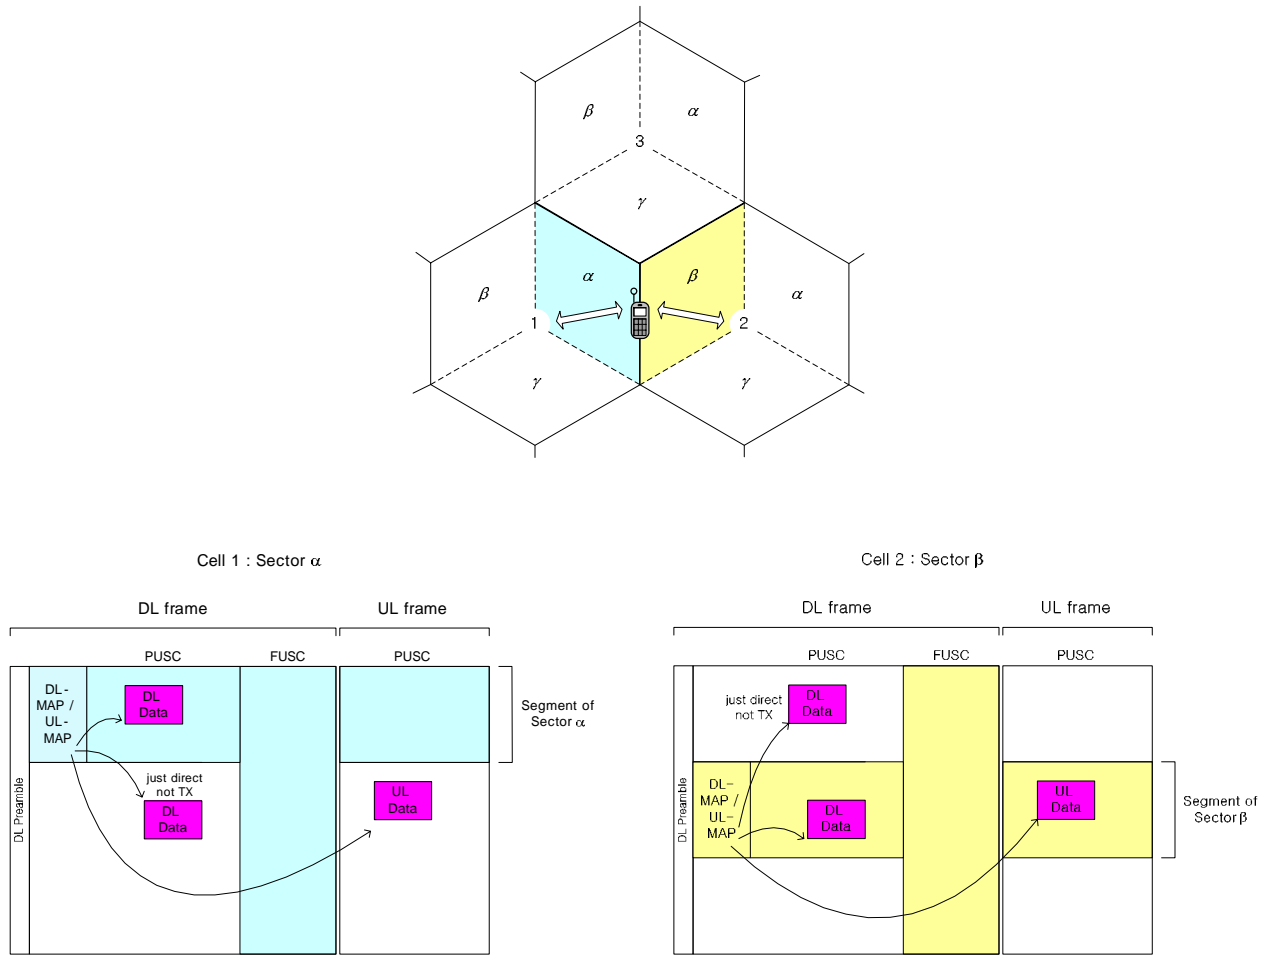 β
α
3
γ
β
α
β
α
1
2
γ
γ
Cell 1 : Sector α
DL frame
UL frame
PUSC
FUSC
PUSC
DL Preamble
DL-
MAP /
UL-
MAP
DL
Data
just direct
not TX
DL
Data
UL
Data
Segment of
Sector α
Cell 2 : Sector β
DL frame
UL frame
PUSC
FUSC
PUSC
DL Preamble
just direct
not TX
DL
Data
DL-
MAP /
UL-
MAP
DL
Data
UL
Data
Segment of
Sector β